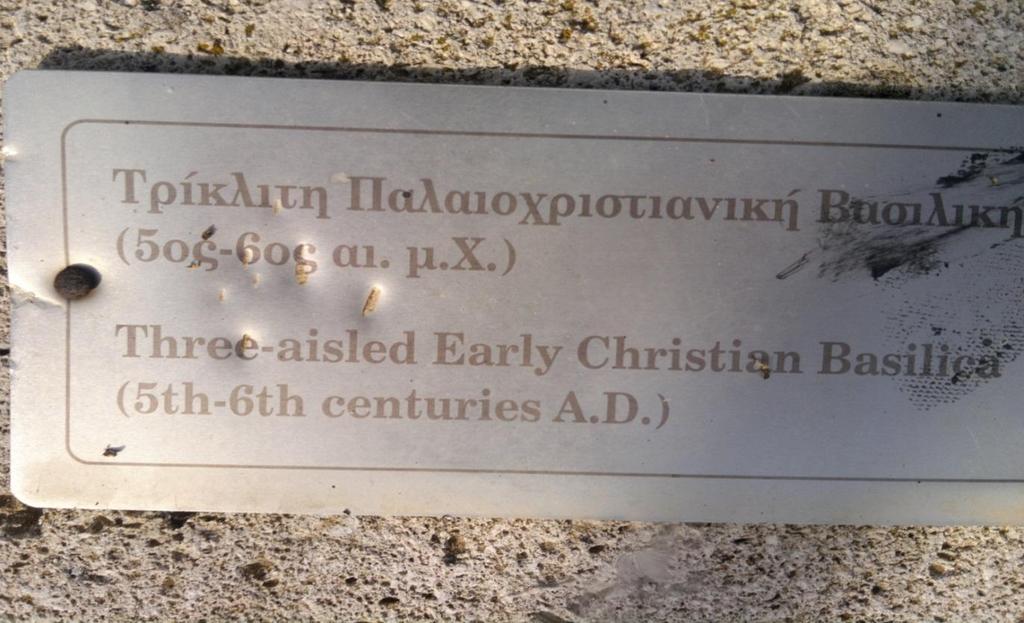 Τρίκλιτη Παλαιοχριστιανική Βασιλική
(5ος-6ος αι. μ.Χ.)
Three-aisled Early Christian Basilica
(5th-6th centuries A.D.)